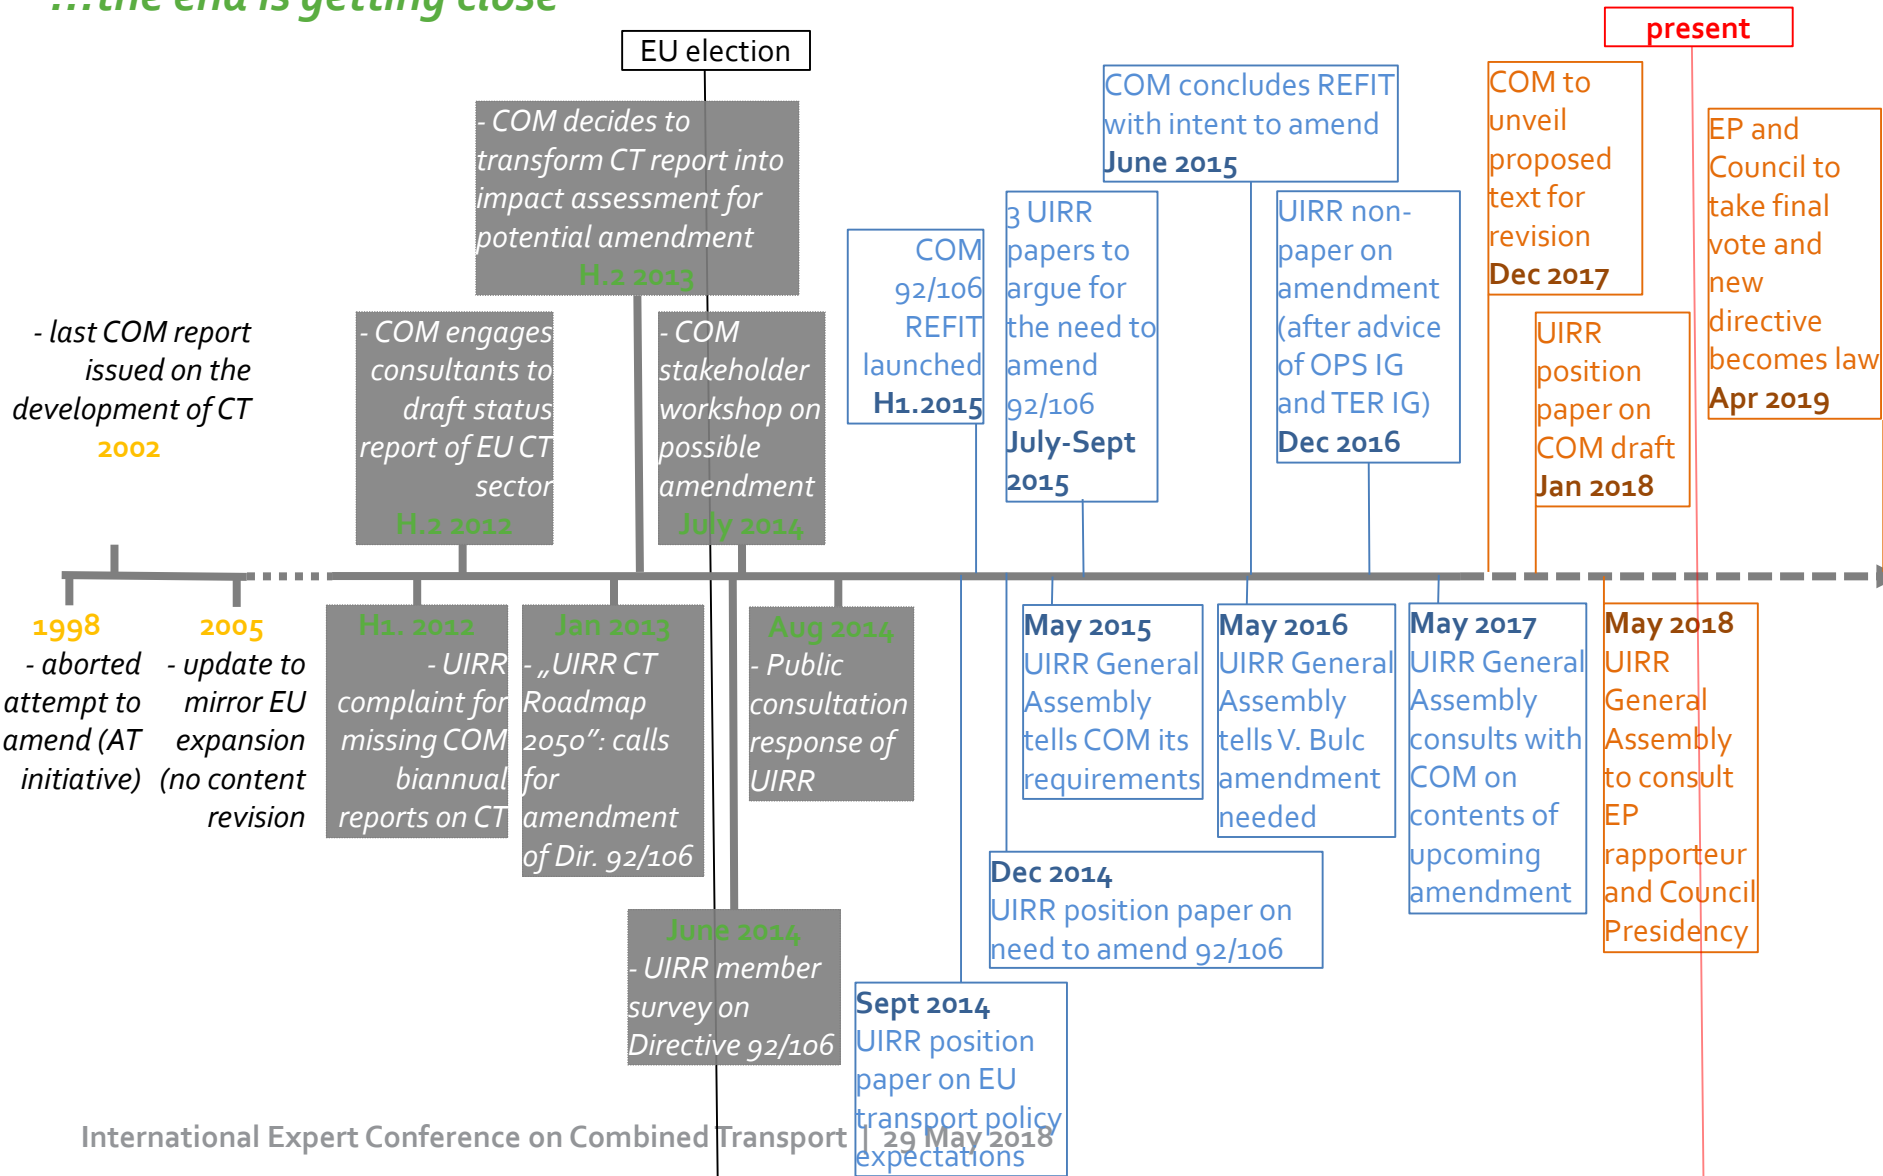 ...the end is getting close
EU election
present
- COM decides to
transform CT report into
impact assessment for
potential amendment
H.2 2013
COM concludes REFIT
with intent to amend
June 2015
COM to
unveil
proposed
text for
revision
Dec 2017
EP and
Council to
take final
vote and
new
directive
becomes law
Apr 2019
- last COM report
issued on the
development of CT
2002
- COM engages
consultants to
draft status
report of EU CT
sector
H.2 2012
- COM
stakeholder
workshop on
possible
amendment
July 2014
COM
92/106
REFIT
launched
H1.2015
3 UIRR
papers to
argue for
the need to
amend
92/106
July-Sept
2015
UIRR non-
paper on
amendment
(after advice
of OPS IG
and TER IG)
Dec 2016
UIRR
position
paper on
COM draft
Jan 2018
1998
- aborted
attempt to
amend (AT
initiative)
2005
- update to
mirror EU
expansion
(no content
revision
H1. 2012
- UIRR
complaint for
missing COM
biannual
reports on CT
Jan 2013
- „UIRR CT
Roadmap
2050”: calls
for
amendment
of Dir. 92/106
June 2014
- UIRR member
survey on
Directive 92/106
Aug 2014
- Public
consultation
response of
UIRR
Sept 2014
UIRR position
paper on EU
transport policy
expectations
Dec 2014
UIRR position paper on
need to amend 92/106
May 2015
UIRR General
Assembly
tells COM its
requirements
May 2016
UIRR General
Assembly
tells V. Bulc
amendment
needed
May 2017
UIRR General
Assembly
consults with
COM on
contents of
upcoming
amendment
May 2018
UIRR
General
Assembly
to consult
EP
rapporteur
and Council
Presidency
International Expert Conference on Combined Transport | 29 May 2018